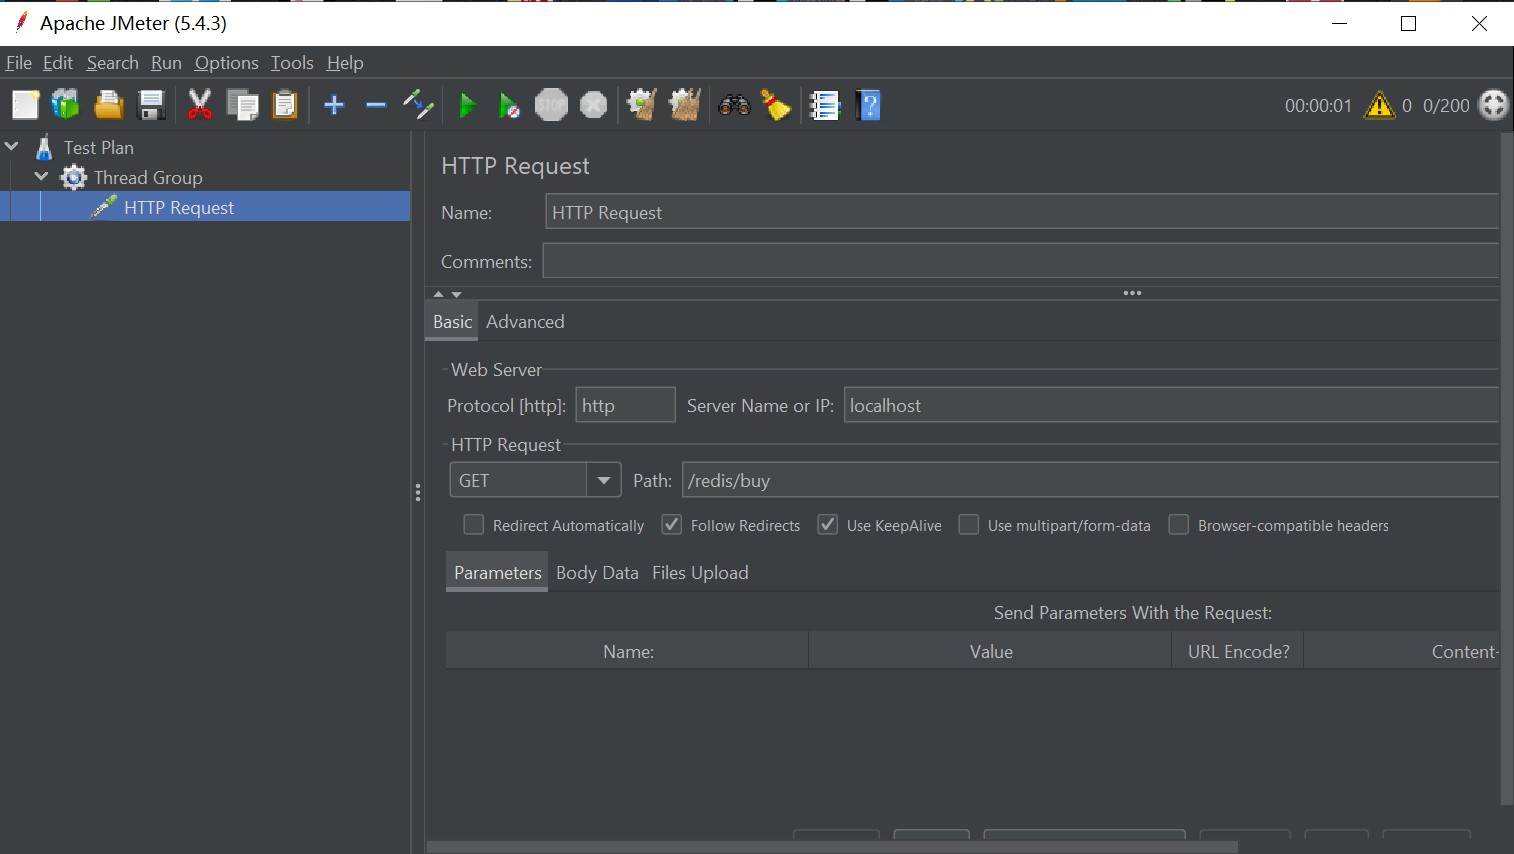 Apache JMeter (5.4.3)
File Edit Search Run Options Tools Help
STOP 00:00:01 0 0/200
Test Plan
Thread Group
HTTP Request
HTTP Request
Name: HTTP Request
Comments:
Basic Advanced
Web Server
Protocol [http]: http Server Name or IP: localhost
HTTP Request
GET Path: /redis/buy
Redirect Automatically Follow Redirects Use KeepAlive Use multipart/form-data Browser-compatible headers
Parameters Body Data Files Upload
Send Parameters With the Request:
Name: Value URL Encode? Content-